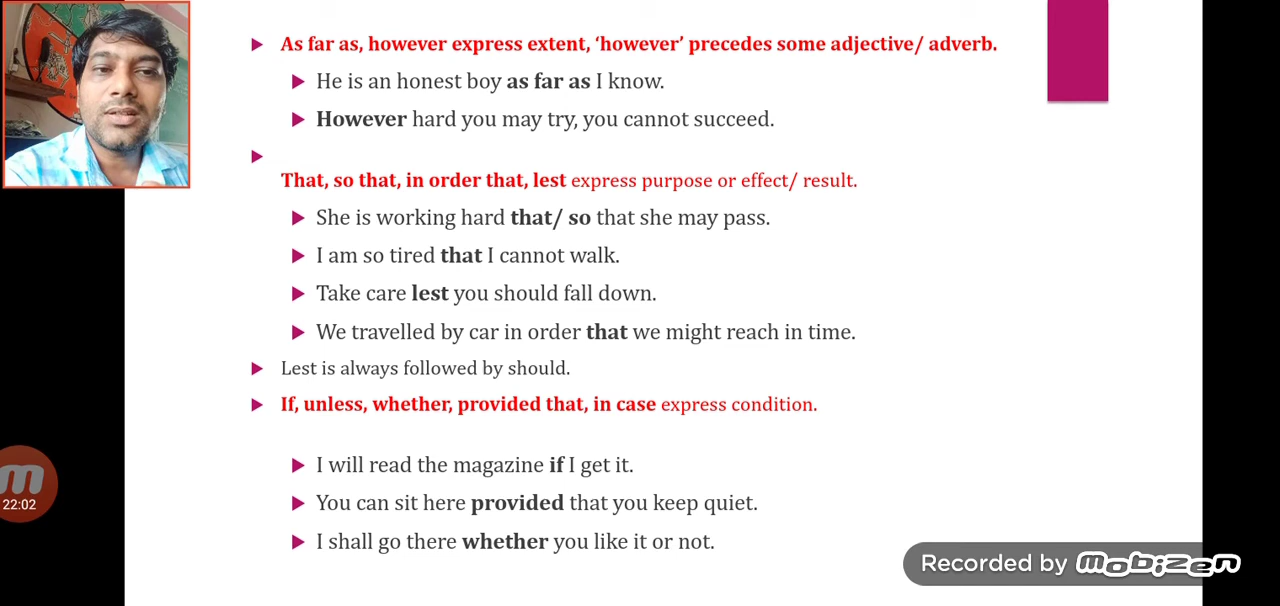 As far as, however express extent, ‘however’ precedes some adjective/ adverb.
He is an honest boy as far as I know.
However hard you may try, you cannot succeed.
That, so that, in order that, lest express purpose or effect/ result.
She is working hard that/ so that she may pass.
I am so tired that I cannot walk.
Take care lest you should fall down.
We travelled by car in order that we might reach in time.
Lest is always followed by should.
If, unless, whether, provided that, in case express condition.
I will read the magazine if I get it.
m
22:02
You can sit here provided that you keep quiet.
I shall go there whether you like it or not.
Recorded by mobizen